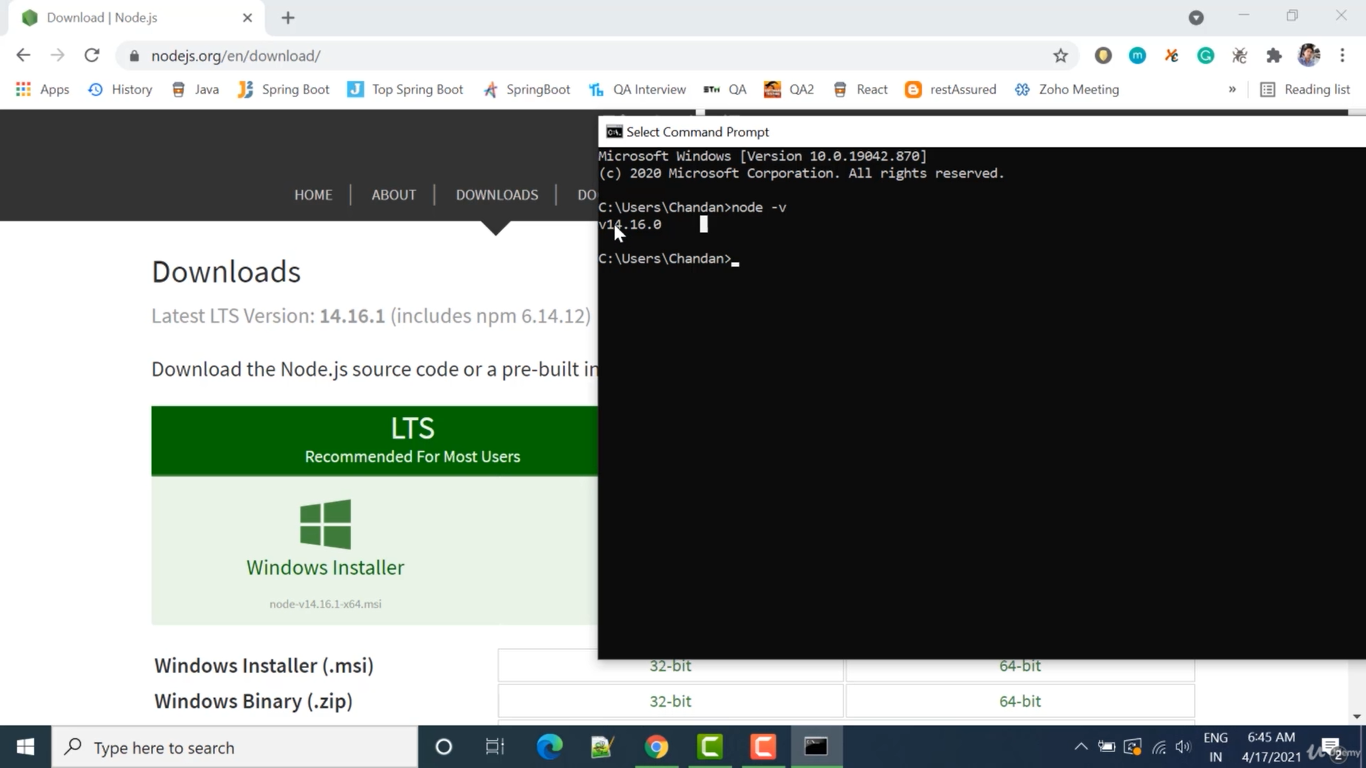 Download | Node.js
nodejs.org/en/download/
Apps History Java Spring Boot Top Spring Boot SpringBoot QA Interview QA QA2 React restAssured Zoho Meeting » Reading list
HOME ABOUT DOWNLOADS DO
Downloads
Latest LTS Version: 14.16.1 (includes npm 6.14.12)
Download the Node.js source code or a pre-built in
LTS
Recommended For Most Users
Windows Installer
node-v14.16.1-x64.msi
Windows Installer (.msi) 32-bit 64-bit
Windows Binary (.zip) 32-bit 64-bit
Select Command Prompt
Microsoft Windows [Version 10.0.19042.870]
(c) 2020 Microsoft Corporation. All rights reserved.
C:\Users\Chandan>node -v
v14.16.0
C:\Users\Chandan>
Type here to search
ENG
IN
6:45 AM
4/17/2021
2